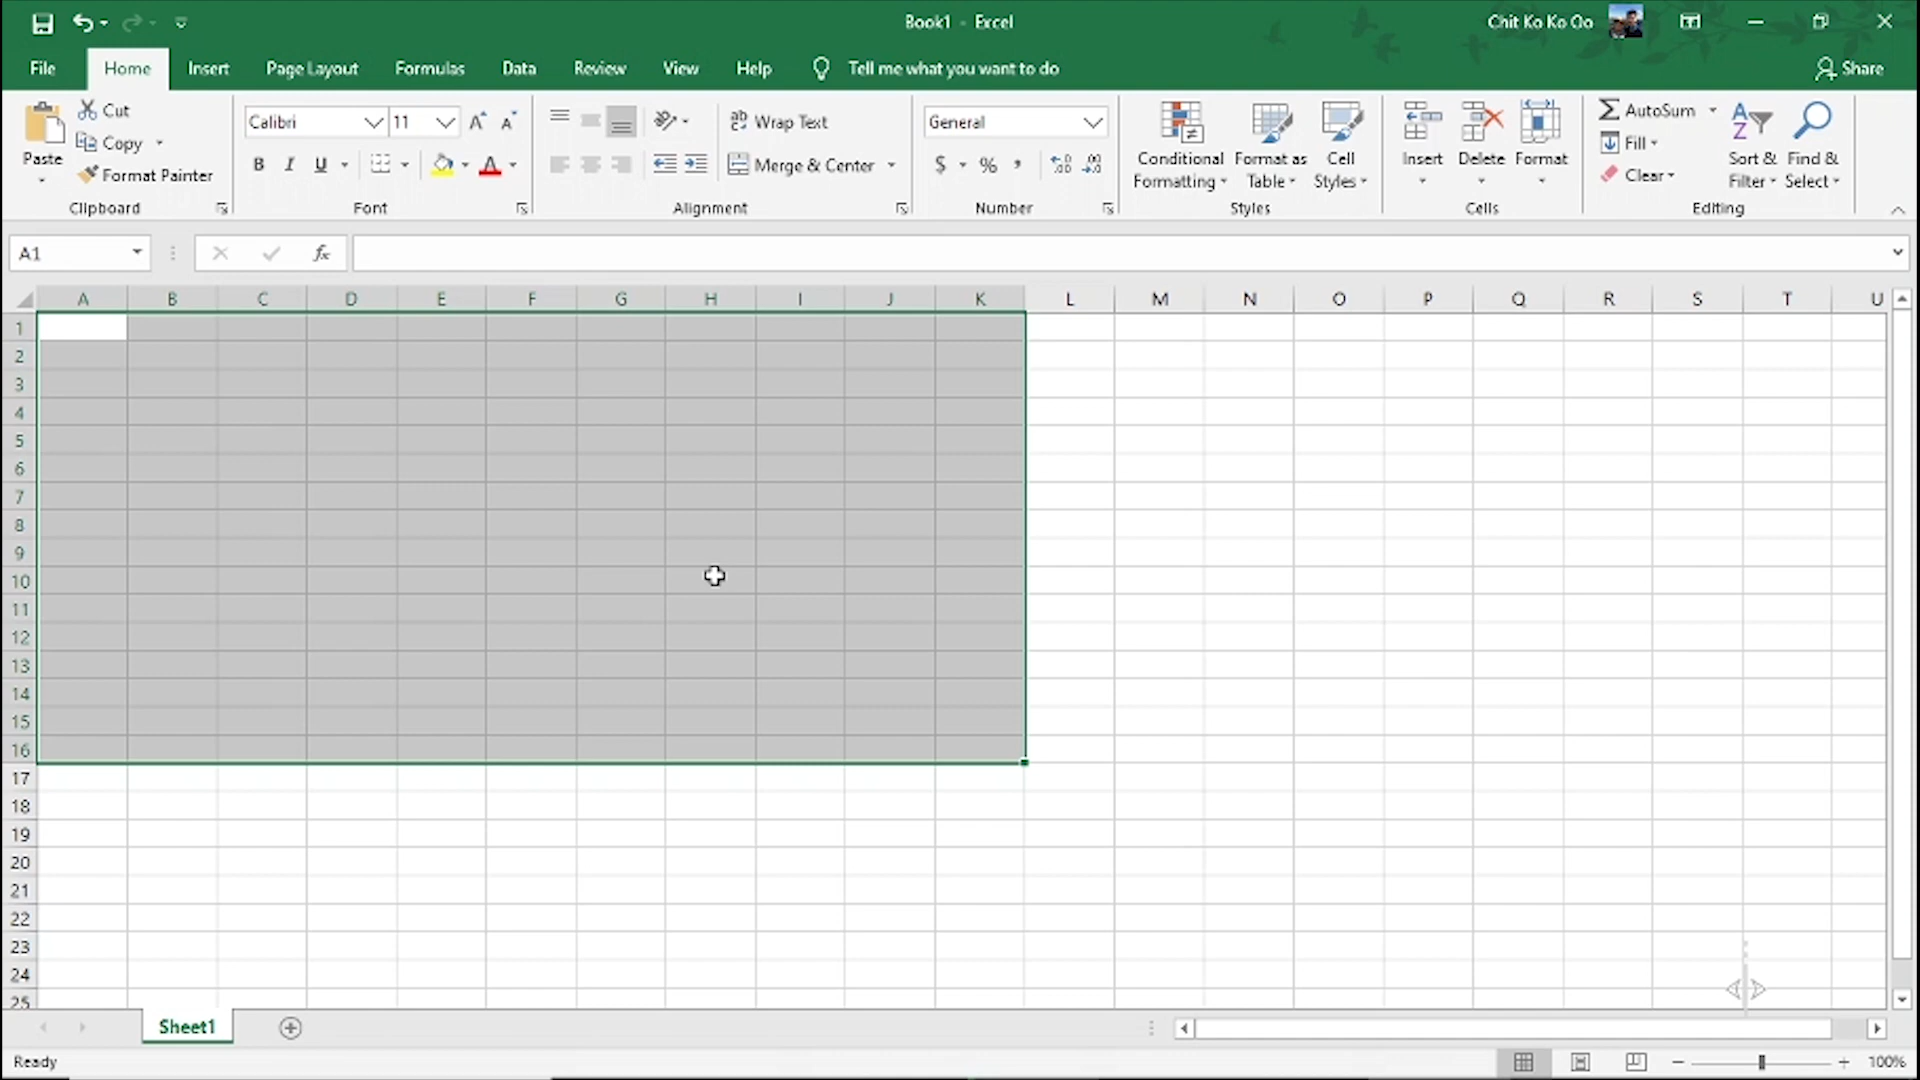 Book1 - Excel
Chit Ko Ko Oo
File Home Insert Page Layout Formulas Data Review View Help Tell me what you want to do Share
Paste
Cut
Copy
Format Painter
Clipboard
Calibri 11
B I U
Font
Wrap Text
Merge & Center
Alignment
General
$ % ,
Number
Conditional Formatting
Format as Table
Cell Styles
Styles
Insert
Delete
Format
Cells
AutoSum
Fill
Clear
Sort & Filter
Find & Select
Editing
A1
fx
A B C D E F G H I J K L M N O P Q R S T U
1
2
3
4
5
6
7
8
9
10
11
12
13
14
15
16
17
18
19
20
21
22
23
24
25
Sheet1
Ready
100%